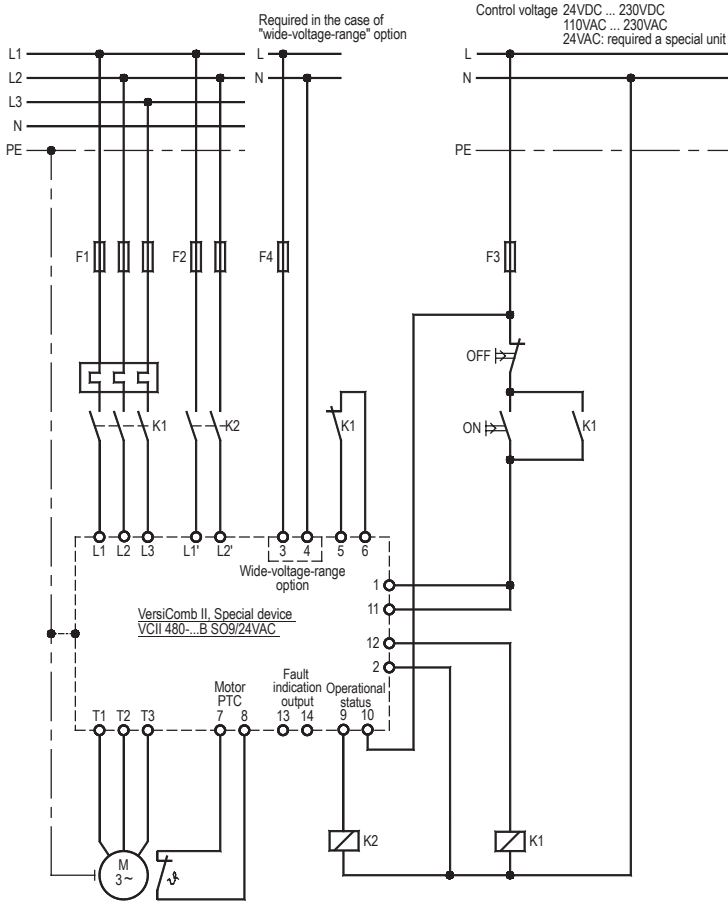 Required in the case of
"wide-voltage-range" option
Control voltage 24VDC ... 230VDC
110VAC ... 230VAC
24VAC: required a special unit
L1
L2
L3
N
PE
L
N
L
N
PE
F1
F2
F4
F3
OFF
ON
K1
K1
K2
K1
L1
L2
L3
L1'
L2'
3
4
5
6
Wide-voltage-range
option
1
11
12
2
VersiComb II, Special device
VCII 480-...B SO9/24VAC
Motor
PTC
Fault
indication
output
Operational
status
T1
T2
T3
7
8
13
14
9
10
K2
K1
M
3~
ϑ